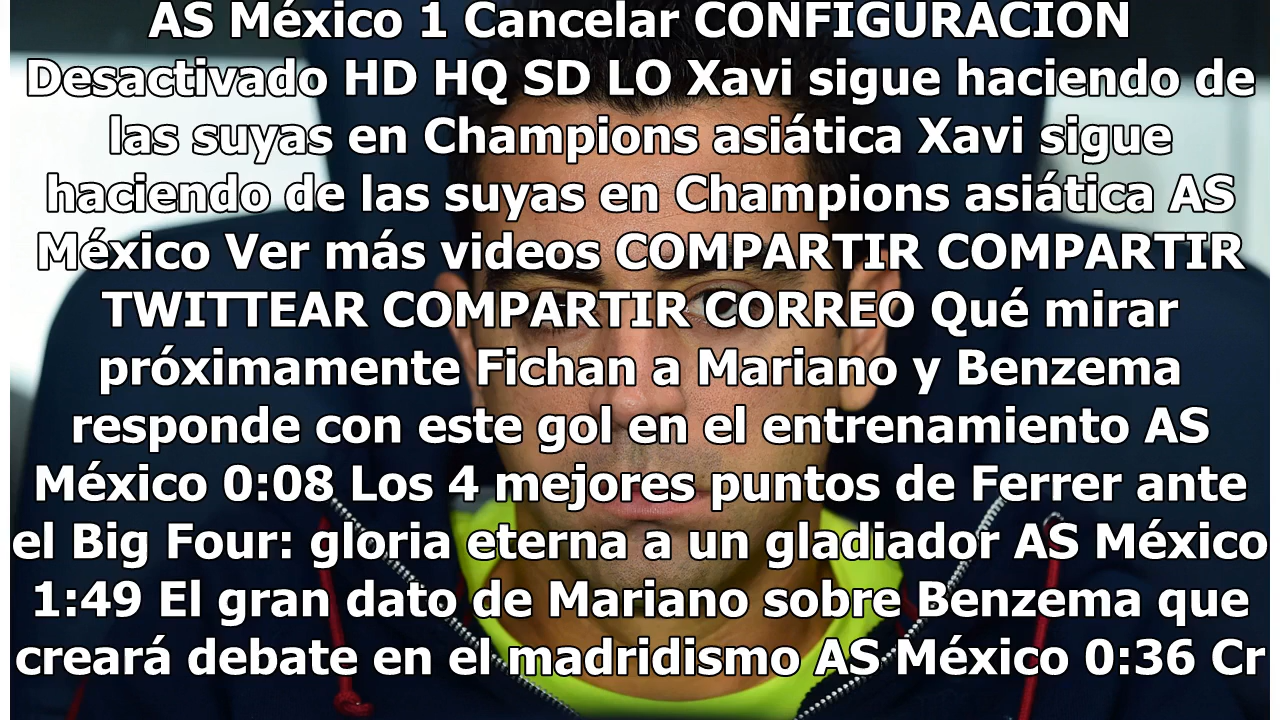 AS México 1 Cancelar CONFIGURACIÓN
Desactivado HD HQ SD LO Xavi sigue haciendo de
las suyas en Champions asiática Xavi sigue
haciendo de las suyas en Champions asiática AS
México Ver más videos COMPARTIR COMPARTIR
TWITTEAR COMPARTIR CORREO Qué mirar
próximamente Fichan a Mariano y Benzema
responde con este gol en el entrenamiento AS
México 0:08 Los 4 mejores puntos de Ferrer ante
el Big Four: gloria eterna a un gladiador AS México
1:49 El gran dato de Mariano sobre Benzema que
creará debate en el madridismo AS México 0:36 Cr